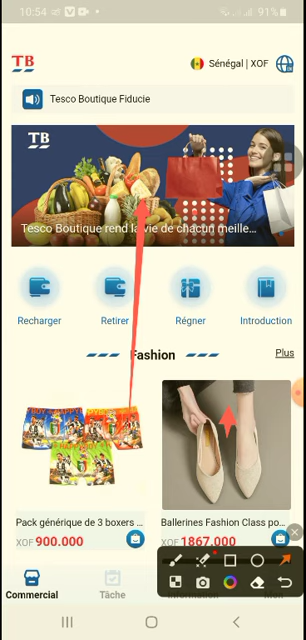 10:54
91%
TB
Sénégal | XOF
Tesco Boutique Fiducie
TB
Tesco Boutique rend la vie de chacun meille…
Recharger
Retirer
Régner
Introduction
Fashion
Plus
Pack générique de 3 boxers ...
Ballerines Fashion Class po...
XOF 900.000
XOF 1867.000
Commercial
Tâche